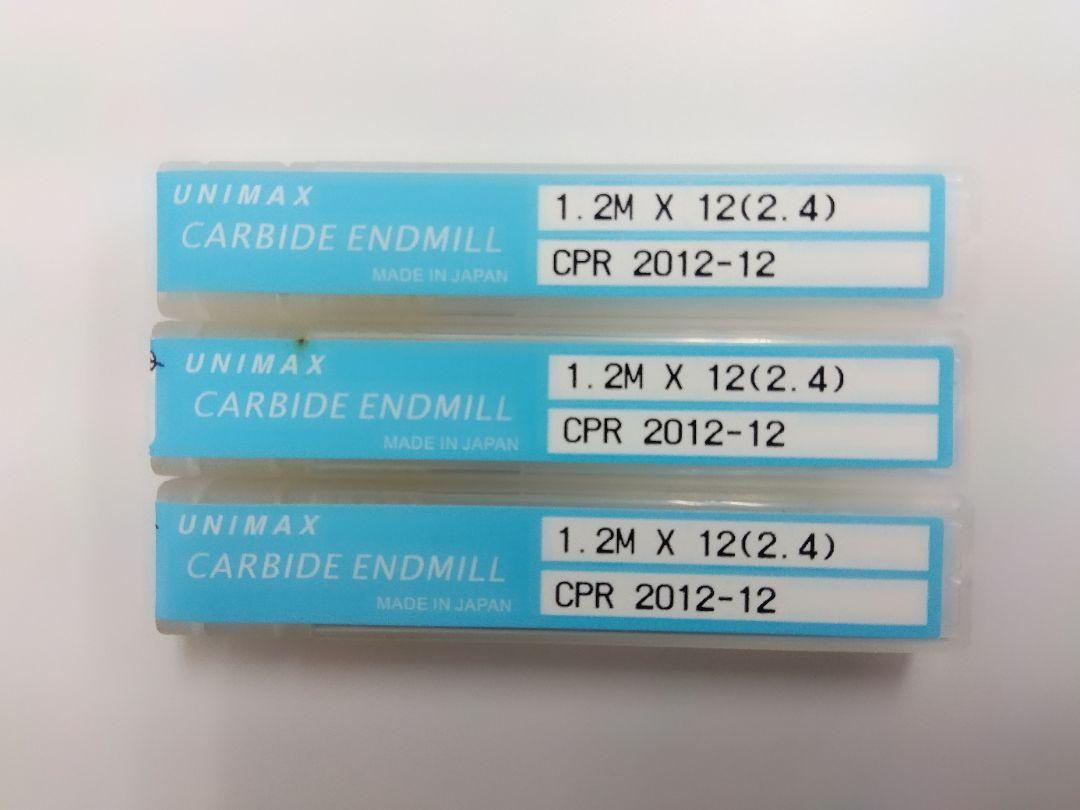 UNIMAX
CARBIDE ENDMILL
MADE IN JAPAN
1.2M X 12(2.4)
CPR 2012-12
UNIMAX
CARBIDE ENDMILL
MADE IN JAPAN
1.2M X 12(2.4)
CPR 2012-12
UNIMAX
CARBIDE ENDMILL
MADE IN JAPAN
1.2M X 12(2.4)
CPR 2012-12